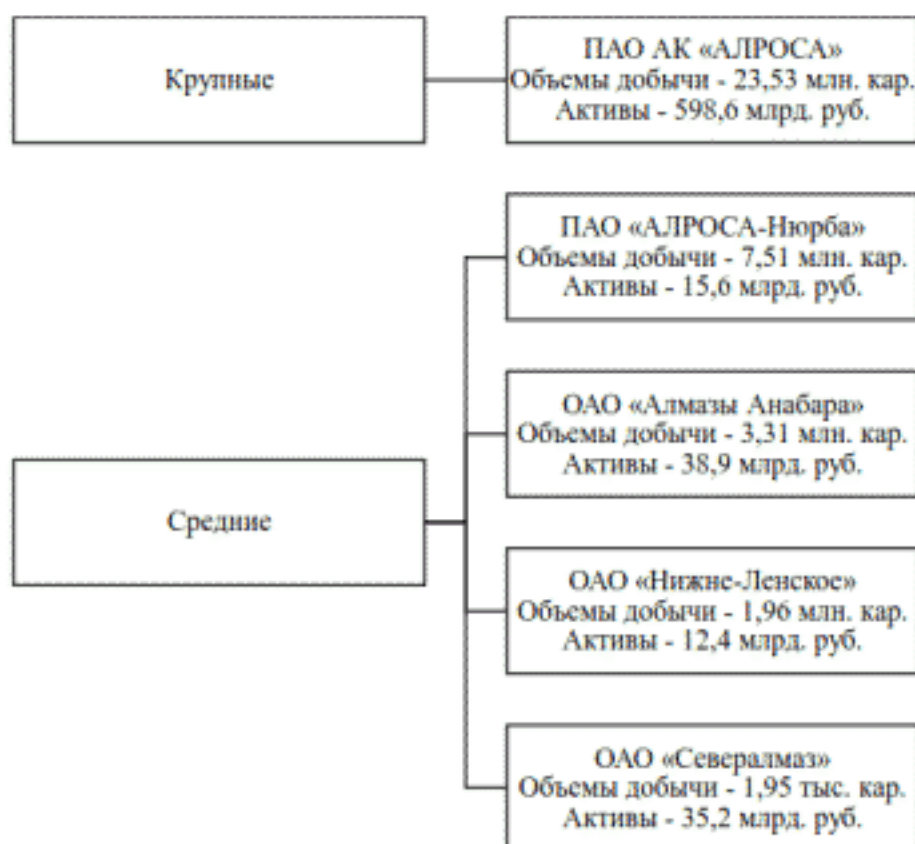 Крупные
ПАО АК «АЛРОСА»
Объемы добычи - 23,53 млн. кар.
Активы - 598,6 млрд. руб.
ПАО «АЛРОСА-Нюрба»
Объемы добычи - 7,51 млн. кар.
Активы - 15,6 млрд. руб.
Средние
ОАО «Алмазы Анабара»
Объемы добычи - 3,31 млн. кар.
Активы - 38,9 млрд. руб.
ОАО «Нижне-Ленское»
Объемы добычи - 1,96 млн. кар.
Активы - 12,4 млрд. руб.
ОАО «Севералмаз»
Объемы добычи - 1,95 тыс. кар.
Активы - 35,2 млрд. руб.